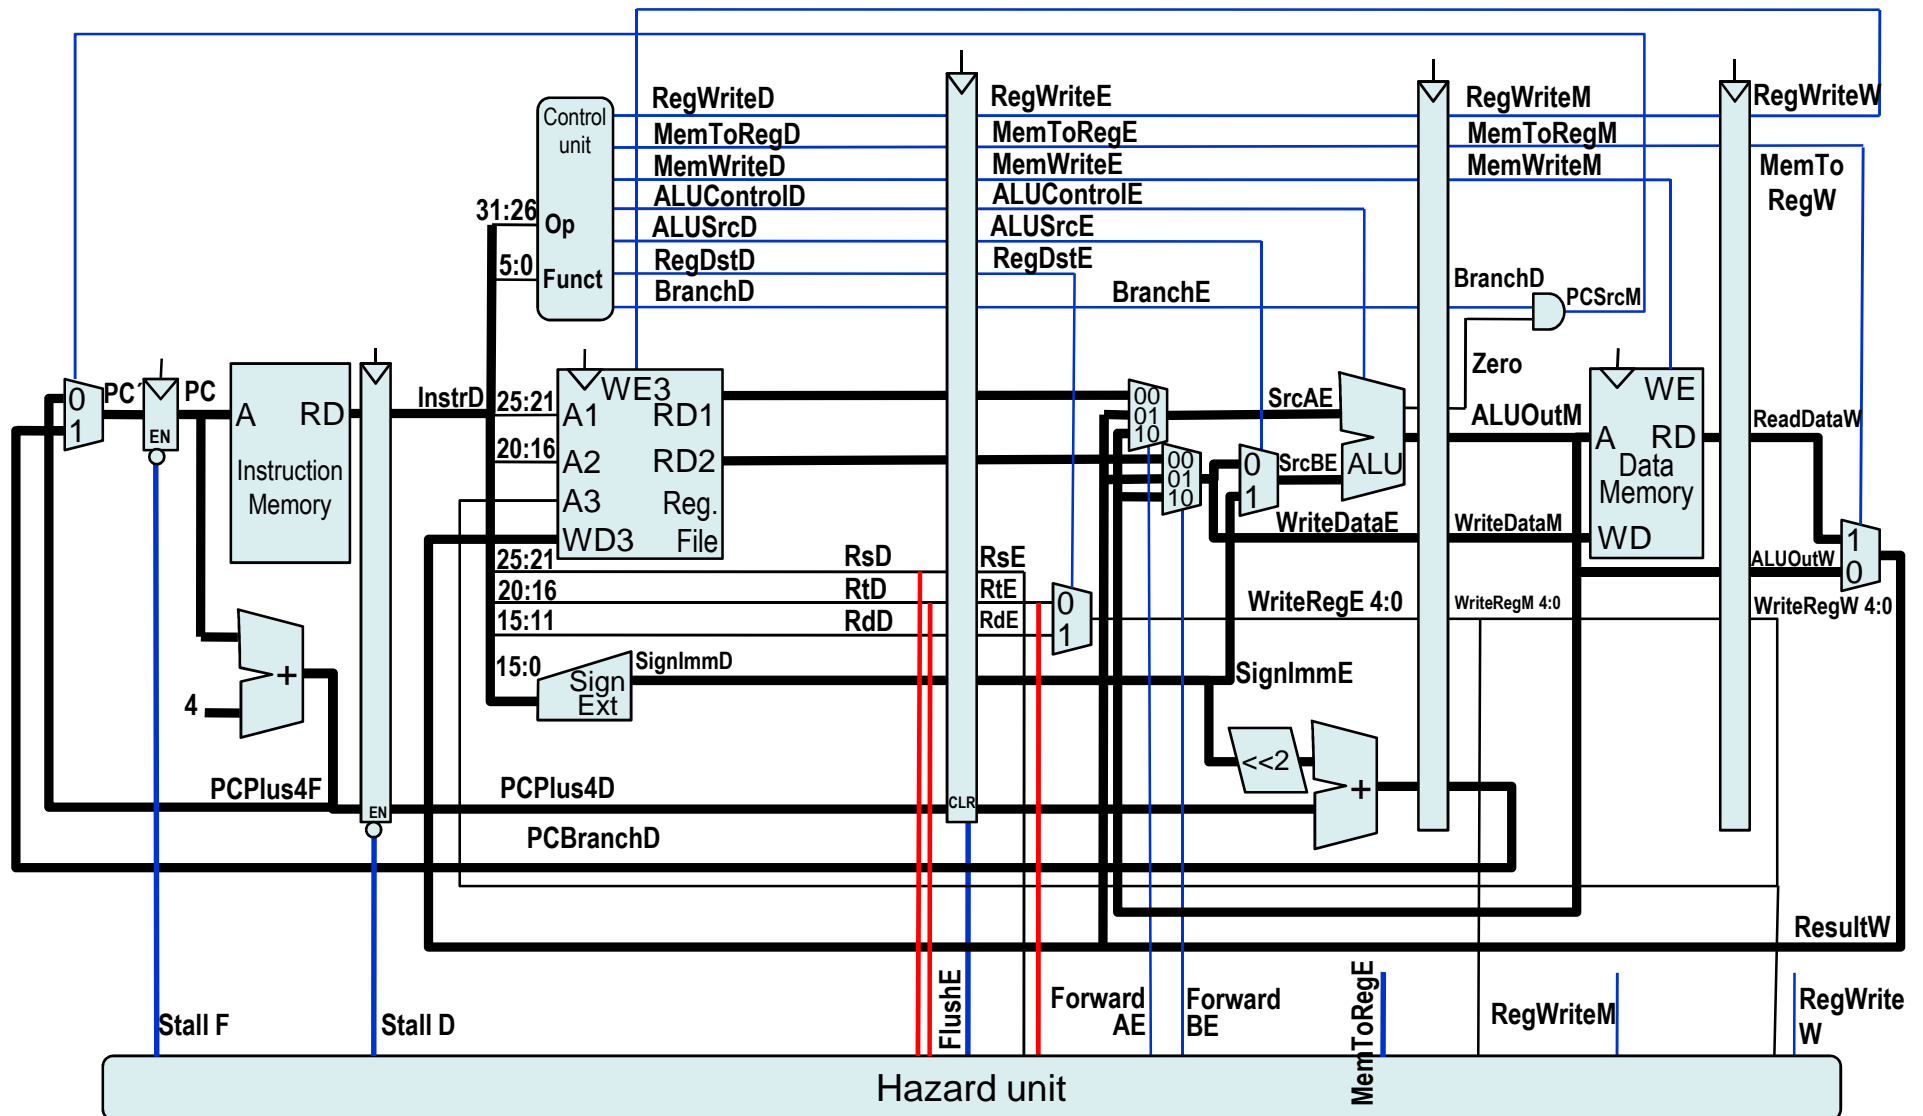 RegWriteD
RegWriteE
RegWriteM
RegWriteW
Control
unit
MemToRegD
MemToRegE
MemToRegM
MemWriteD
MemWriteE
MemWriteM
MemTo
RegW
ALUControlD
ALUControlE
31:26
Op
ALUSrcD
ALUSrcE
5:0
Funct
RegDstD
RegDstE
BranchD
BranchE
BranchD
PCSrcM
Zero
0
1
PC´
EN
PC
A
RD
Instruction
Memory
InstrD
25:21
20:16
WE3
A1
RD1
A2
RD2
A3
Reg.
WD3
File
00
01
10
00
01
10
SrcAE
0
1
SrcBE
ALU
ALUOutM
WE
A
RD
Data
Memory
WD
ReadDataW
WriteDataE
WriteDataM
1
0
ALUOutW
25:21
RsD
RsE
20:16
RtD
RtE
15:11
RdD
RdE
0
1
WriteRegE 4:0
WriteRegM 4:0
WriteRegW 4:0
15:0
Sign
Ext
SignImmD
SignImmE
+
4
<<2
+
PCPlus4F
EN
PCPlus4D
CLR
PCBranchD
ResultW
Stall F
Stall D
FlushE
Forward
AE
Forward
BE
MemToRegE
RegWriteM
RegWrite
W
Hazard unit